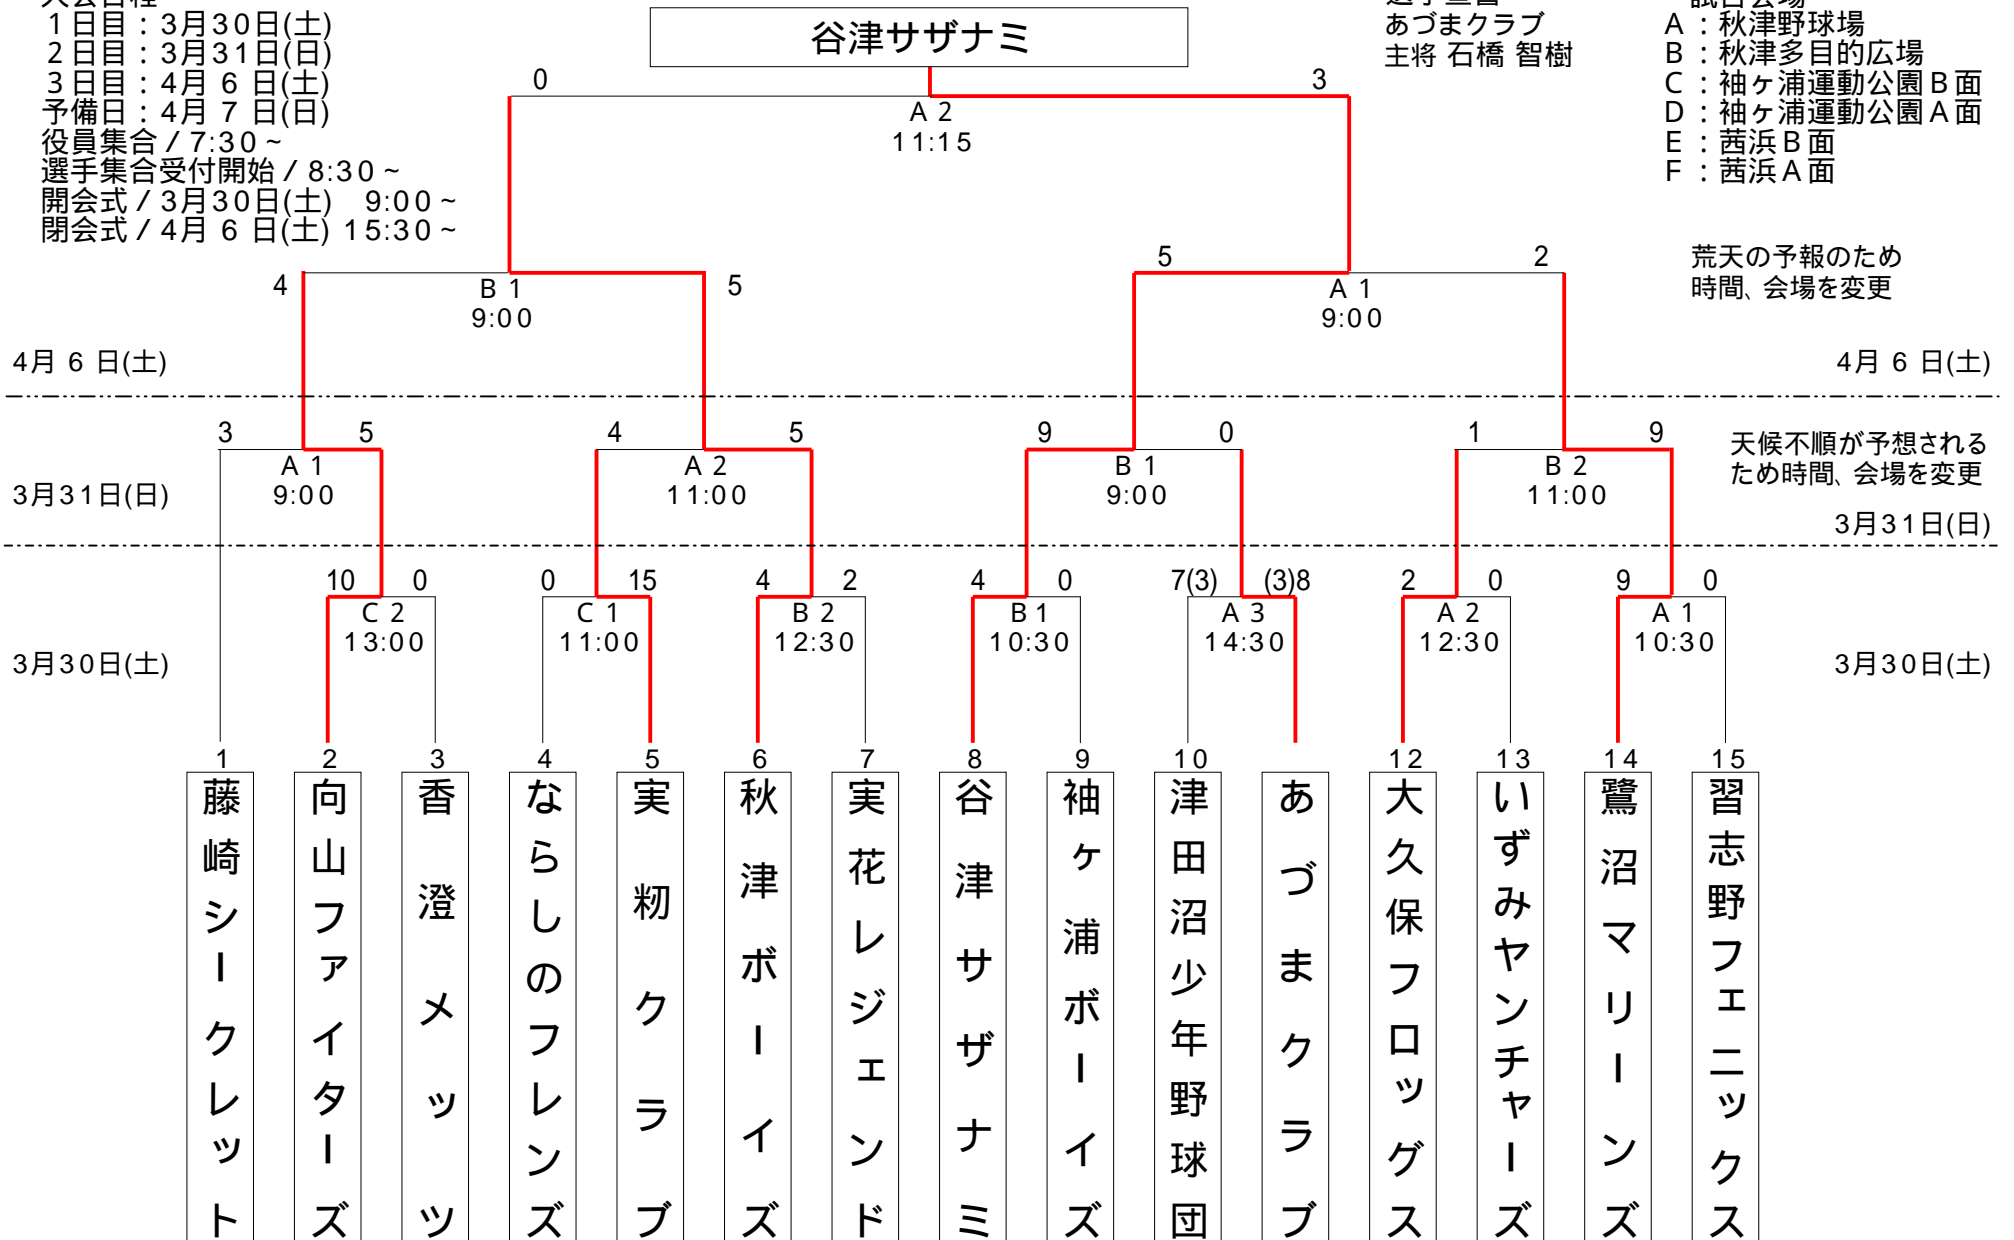 1日目：3月30日(土)
2日目：3月31日(日)
3日目：4月 6 日(土)
予備日：4月 7 日(日)
役員集合 / 7:30 ~
選手集合受付開始 / 8:30 ~
開会式 / 3月30日(土) 9:00 ~
閉会式 / 4月 6 日(土) 15:30 ~
谷津サザナミ
あづまクラブ
主将 石橋 智樹
A ：秋津野球場
B ：秋津多目的広場
C ：袖ヶ浦運動公園B面
D ：袖ヶ浦運動公園A面
E ：茜浜B面
F ：茜浜A面
0 3
A 2
11:15
荒天の予報のため
時間、会場を変更
4 5 5 2
B 1 A 1
9:00 9:00
4月 6 日(土) 4月 6 日(土)
3 5 4 5 9 0 1 9
A 1 A 2 B 1 B 2
9:00 11:00 9:00 11:00
天候不順が予想される
ため時間、会場を変更
3月31日(日) 3月31日(日)
10 0 0 15 4 2 4 0 7(3) (3)8 2 0 9 0
C 2 C 1 B 2 B 1 A 3 A 2 A 1
13:00 11:00 12:30 10:30 14:30 12:30 10:30
3月30日(土) 3月30日(土)
1 2 3 4 5 6 7 8 9 10 12 13 14 15
藤崎シークレット
向山ファイターズ
香澄メッツ
ならしのフレンズ
実籾クラブ
秋津ボーイズ
実花レジェンド
谷津サザナミ
袖ヶ浦ボーイズ
津田沼少年野球団
あづまクラブ
大久保フロッグス
いずみヤンチャーズ
鷺沼マリーンズ
習志野フェニックス